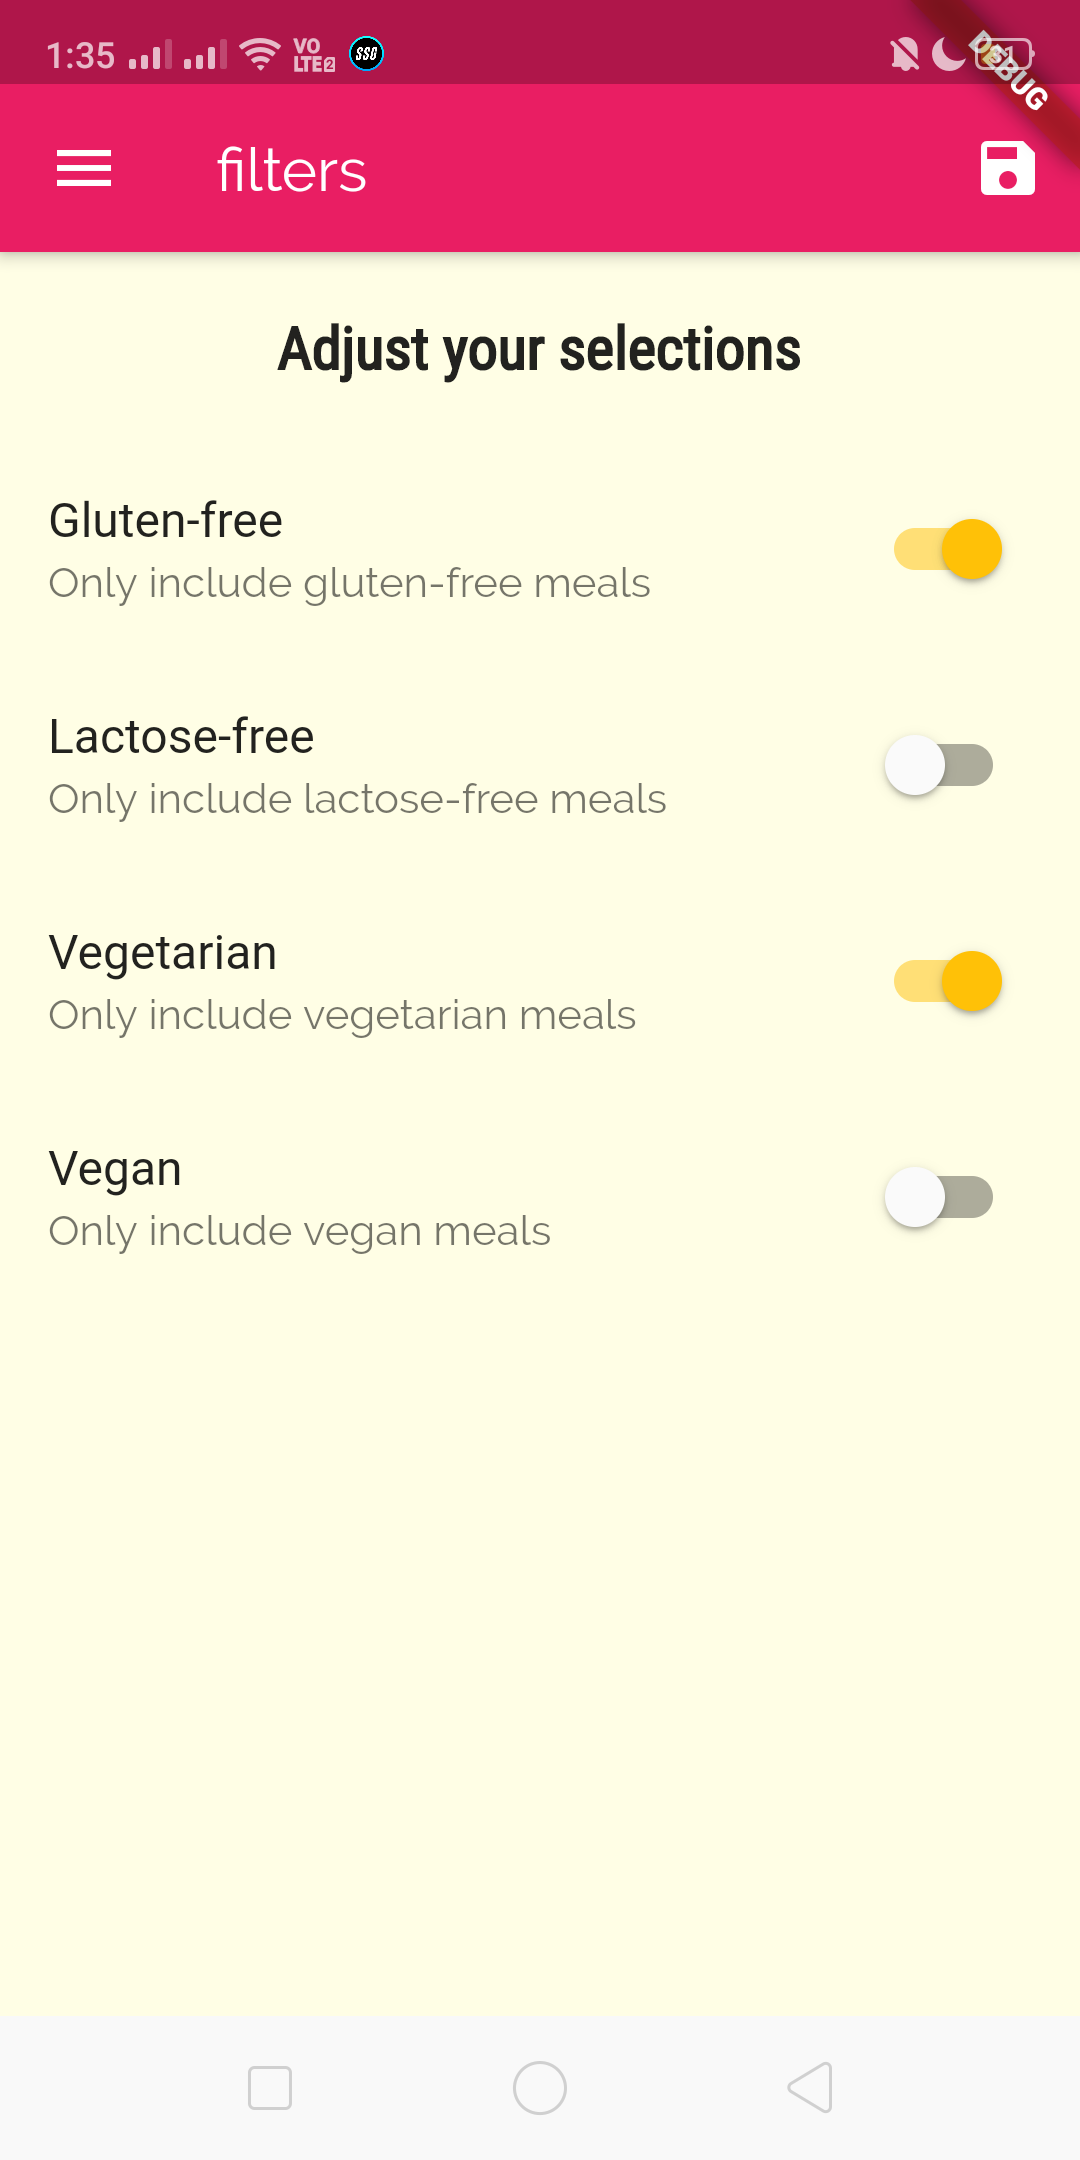 1:35
VO
LTE2
SSG
DEBUG
filters
Adjust your selections
Gluten-free
Only include gluten-free meals
Lactose-free
Only include lactose-free meals
Vegetarian
Only include vegetarian meals
Vegan
Only include vegan meals